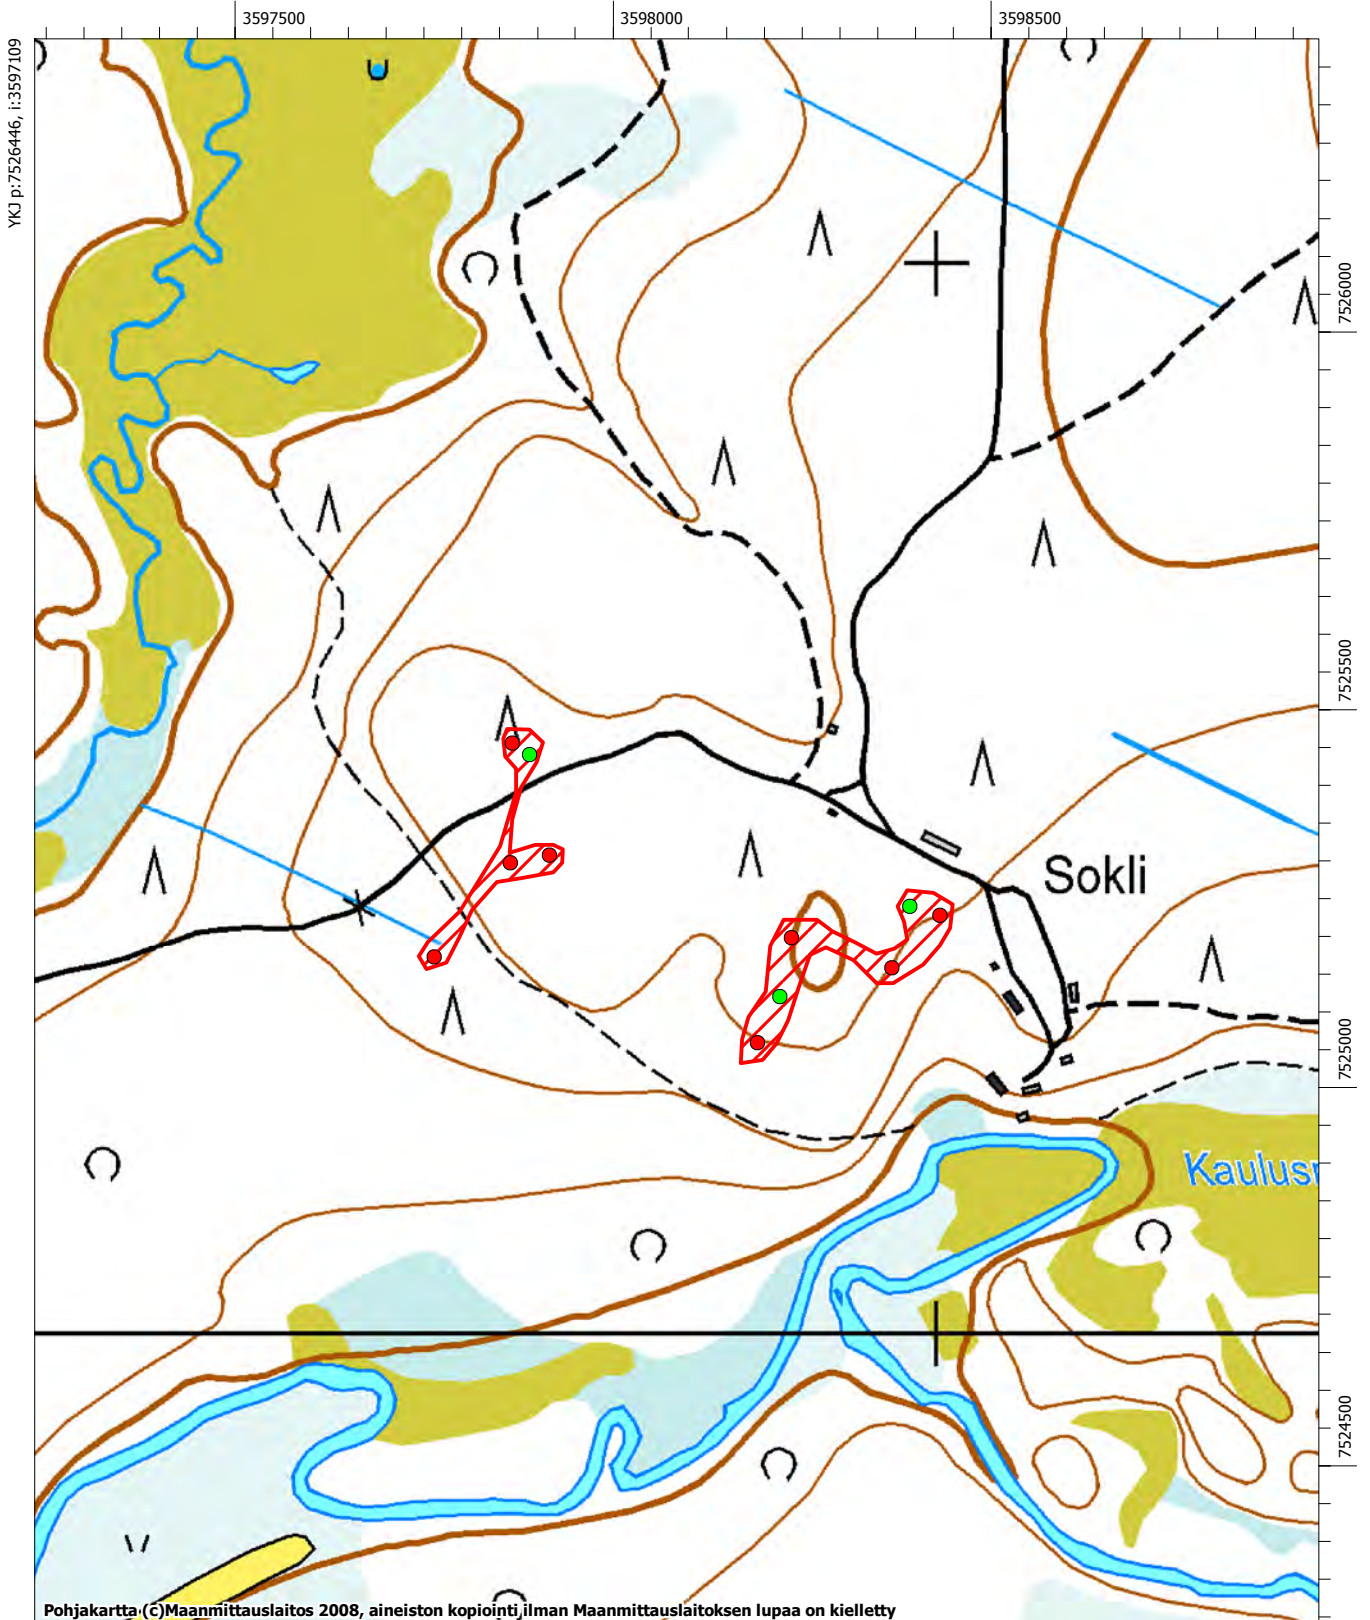 3597500
3598000
3598500
YKJ p:7526446, i:3597109
7526000
7525500
Sokli
7525000
Kaulus
7524500
Pohjakartta (C)Maanmittauslaitos 2008, aineiston kopiointi ilman Maanmittauslaitoksen lupaa on kielletty